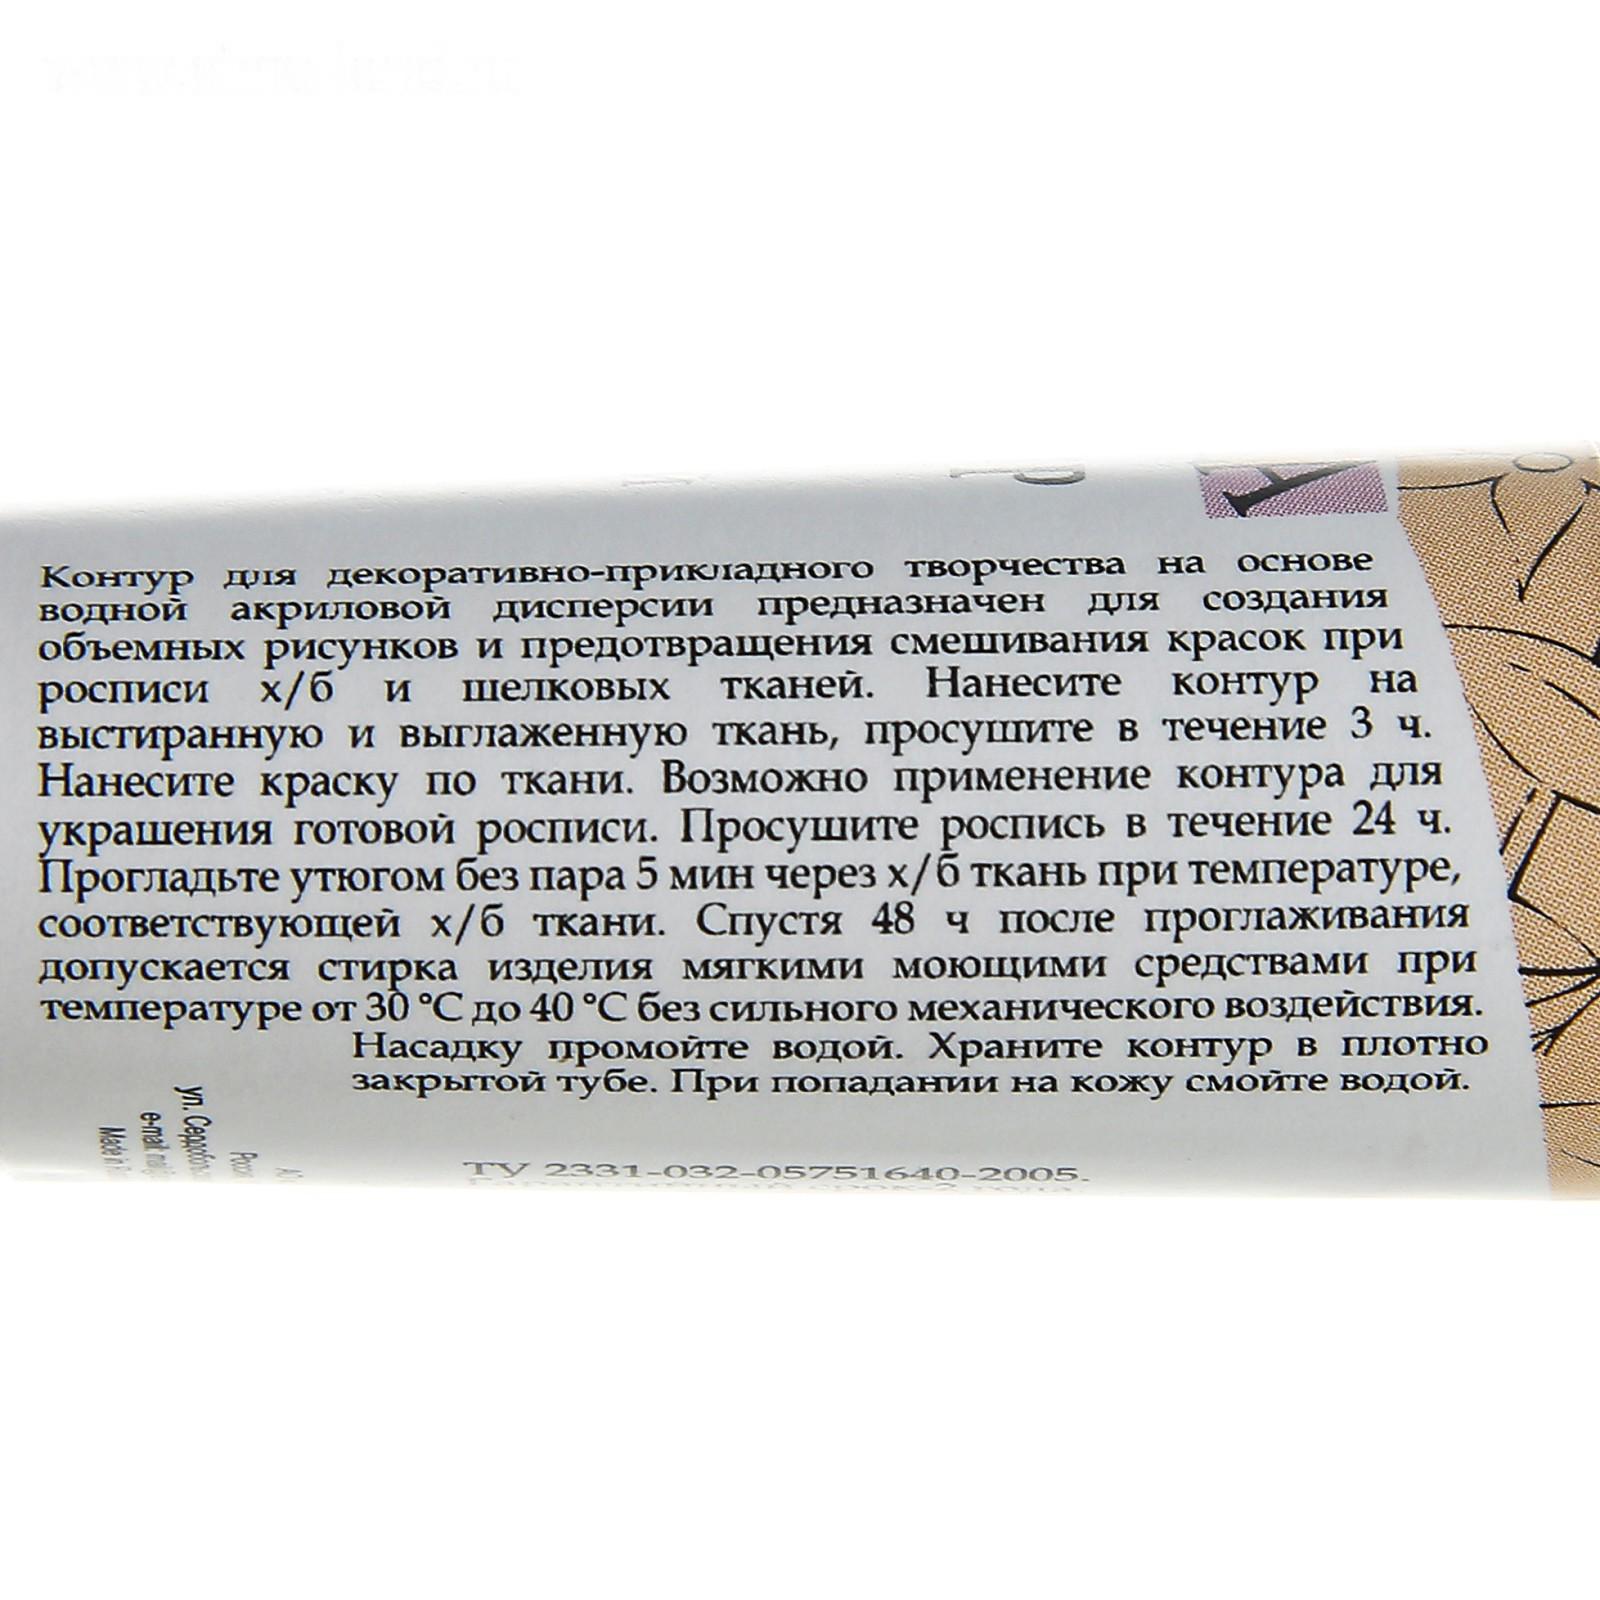 Контур для декоративно-прикладного творчества на основе
водной акриловой дисперсии предназначен для создания
объемных рисунков и предотвращения смешивания красок при
росписи х/б и шелковых тканей. Нанесите контур на
выстиранную и выглаженную ткань, просушите в течение 3 ч.
Нанесите краску по ткани. Возможно применение контура для
украшения готовой росписи. Просушите роспись в течение 24 ч.
Прогладьте утюгом без пара 5 мин через х/б ткань при температуре,
соответствующей х/б ткани. Спустя 48 ч после проглаживания
допускается стирка изделия мягкими моющими средствами при
температуре от 30 °С до 40 °С без сильного механического воздействия.
Насадку промойте водой. Храните контур в плотно
закрытой тубе. При попадании на кожу смойте водой.
ТУ 2331-032-05751640-2005.
ул.
e-mail:
Made in